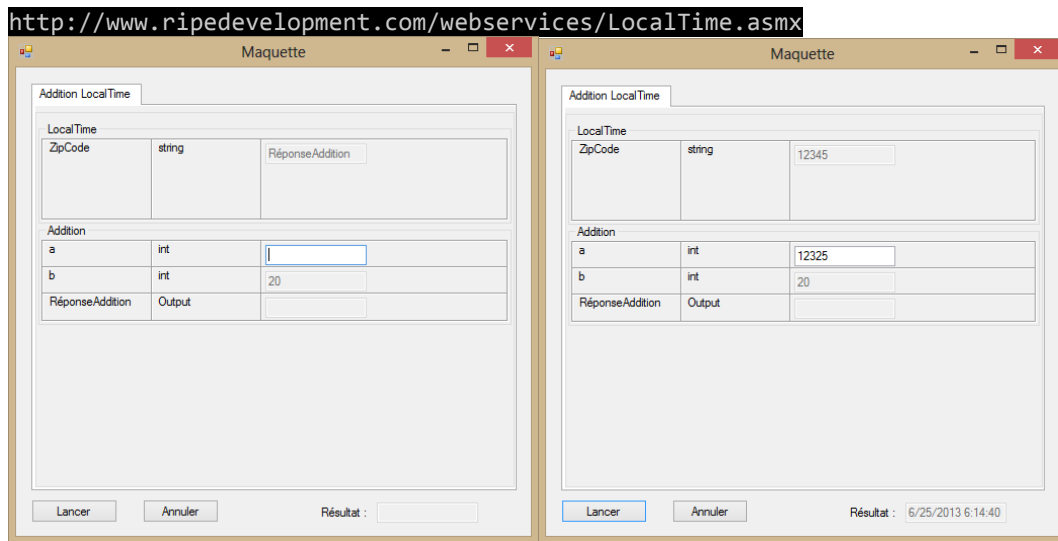 http://www.ripedevelopment.com/webservices/LocalTime.asmx
Maquette
Addition LocalTime
LocalTime
ZipCode string RéponseAddition
Addition
a int
b int 20
RéponseAddition Output
Lancer Annuler Résultat :
Maquette
Addition LocalTime
LocalTime
ZipCode string 12345
Addition
a int 12325
b int 20
RéponseAddition Output
Lancer Annuler Résultat : 6/25/2013 6:14:40